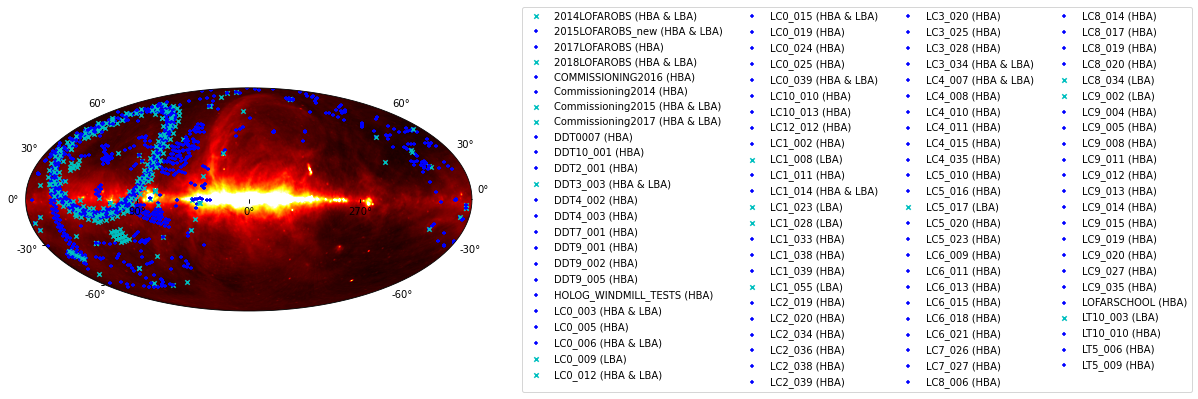 60°
60°
30°
30°
0°
0°
0°
270°
-30°
-30°
-60°
-60°
2014LOFAROBS (HBA & LBA)
2015LOFAROBS_new (HBA & LBA)
2017LOFAROBS (HBA)
2018LOFAROBS (HBA & LBA)
COMMISSIONING2016 (HBA)
Commissioning2014 (HBA)
Commissioning2015 (HBA & LBA)
Commissioning2017 (HBA & LBA)
DDT0007 (HBA)
DDT10_001 (HBA)
DDT2_001 (HBA)
DDT3_003 (HBA & LBA)
DDT4_002 (HBA)
DDT4_003 (HBA)
DDT7_001 (HBA)
DDT9_001 (HBA)
DDT9_002 (HBA)
DDT9_005 (HBA)
HOLOG_WINDMILL_TESTS (HBA)
LC0_003 (HBA & LBA)
LC0_005 (HBA)
LC0_006 (HBA & LBA)
LC0_009 (LBA)
LC0_012 (HBA & LBA)
LC0_015 (HBA & LBA)
LC0_019 (HBA)
LC0_024 (HBA)
LC0_025 (HBA)
LC0_039 (HBA & LBA)
LC10_010 (HBA)
LC10_013 (HBA)
LC12_012 (HBA)
LC1_002 (HBA)
LC1_008 (LBA)
LC1_011 (HBA)
LC1_014 (HBA & LBA)
LC1_023 (LBA)
LC1_028 (LBA)
LC1_033 (HBA)
LC1_038 (HBA)
LC1_039 (HBA)
LC1_055 (LBA)
LC2_019 (HBA)
LC2_020 (HBA)
LC2_034 (HBA)
LC2_036 (HBA)
LC2_038 (HBA)
LC2_039 (HBA)
LC3_020 (HBA)
LC3_025 (HBA)
LC3_028 (HBA)
LC3_034 (HBA & LBA)
LC4_007 (HBA & LBA)
LC4_008 (HBA)
LC4_010 (HBA)
LC4_011 (HBA)
LC4_015 (HBA)
LC4_035 (HBA)
LC5_010 (HBA)
LC5_016 (HBA)
LC5_017 (LBA)
LC5_020 (HBA)
LC5_023 (HBA)
LC6_009 (HBA)
LC6_011 (HBA)
LC6_013 (HBA)
LC6_015 (HBA)
LC6_018 (HBA)
LC6_021 (HBA)
LC7_026 (HBA)
LC7_027 (HBA)
LC8_006 (HBA)
LC8_014 (HBA)
LC8_017 (HBA)
LC8_019 (HBA)
LC8_020 (HBA)
LC8_034 (LBA)
LC9_002 (LBA)
LC9_004 (HBA)
LC9_005 (HBA)
LC9_008 (HBA)
LC9_011 (HBA)
LC9_012 (HBA)
LC9_013 (HBA)
LC9_014 (HBA)
LC9_015 (HBA)
LC9_019 (HBA)
LC9_020 (HBA)
LC9_027 (HBA)
LC9_035 (HBA)
LOFARSCHOOL (HBA)
LT10_003 (LBA)
LT10_010 (HBA)
LT5_006 (HBA)
LT5_009 (HBA)